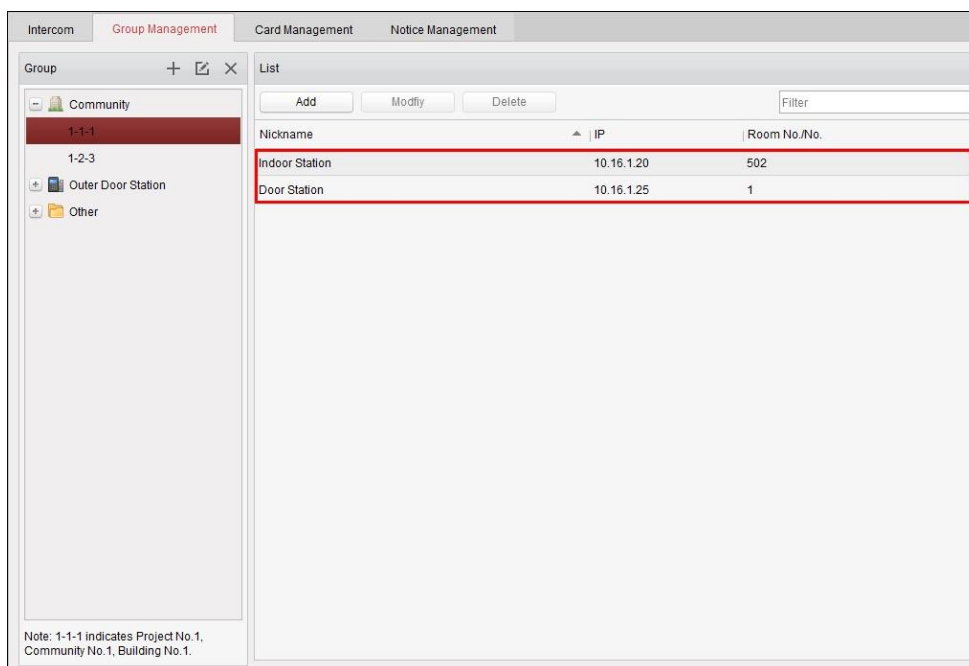 Intercom Group Management Card Management Notice Management
Group List
Community Add Modfiy Delete Filter
1-1-1 Nickname IP Room No./No.
1-2-3 Indoor Station 10.16.1.20 502
Outer Door Station Door Station 10.16.1.25 1
Other
Note: 1-1-1 indicates Project No.1,
Community No.1, Building No.1.